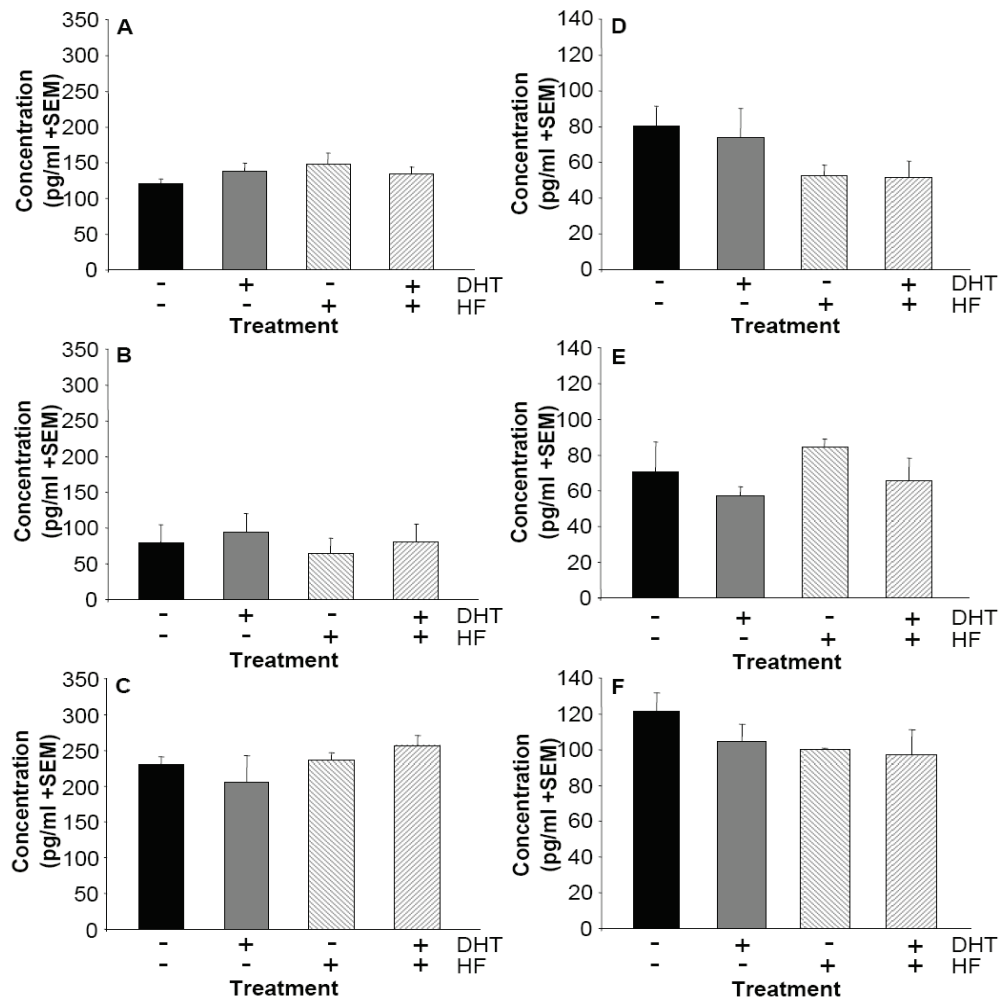 A
Concentration
(pg/ml +SEM)
350
300
250
200
150
100
50
0
- + - + DHT
- - + + HF
Treatment
D
Concentration
(pg/ml +SEM)
140
120
100
80
60
40
20
0
- + - + DHT
- - + + HF
Treatment
B
Concentration
(pg/ml +SEM)
350
300
250
200
150
100
50
0
- + - + DHT
- - + + HF
Treatment
E
Concentration
(pg/ml +SEM)
140
120
100
80
60
40
20
0
- + - + DHT
- - + + HF
Treatment
C
Concentration
(pg/ml +SEM)
350
300
250
200
150
100
50
0
- + - + DHT
- - + + HF
Treatment
F
Concentration
(pg/ml +SEM)
140
120
100
80
60
40
20
0
- + - + DHT
- - + + HF
Treatment